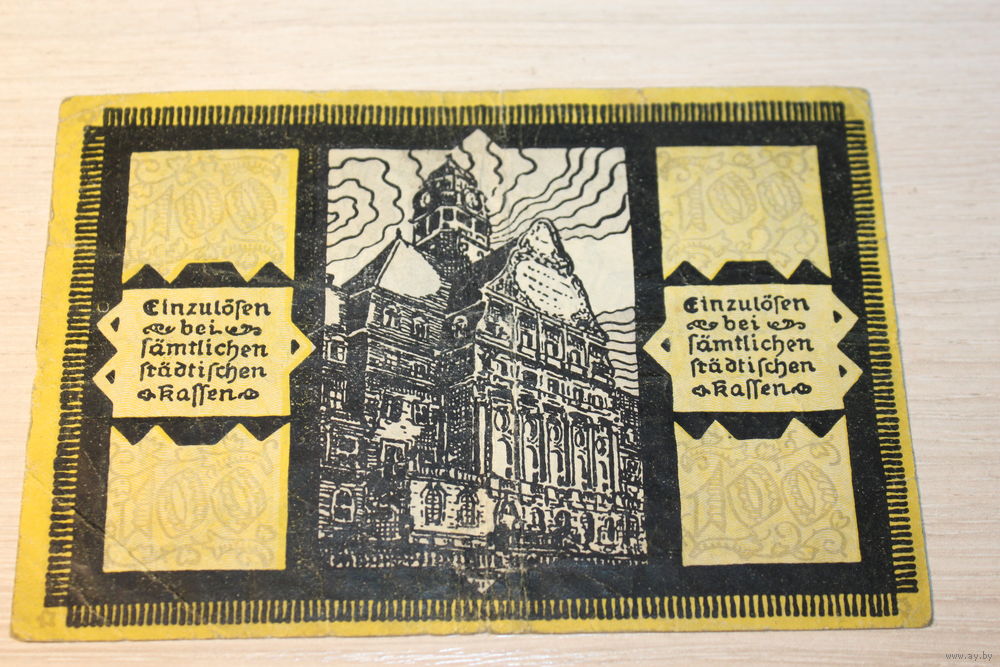 100
100
Einzulösen
bei
sämtlichen
städtischen
Kassen
Einzulösen
bei
sämtlichen
städtischen
Kassen
100
100
www.ay.by